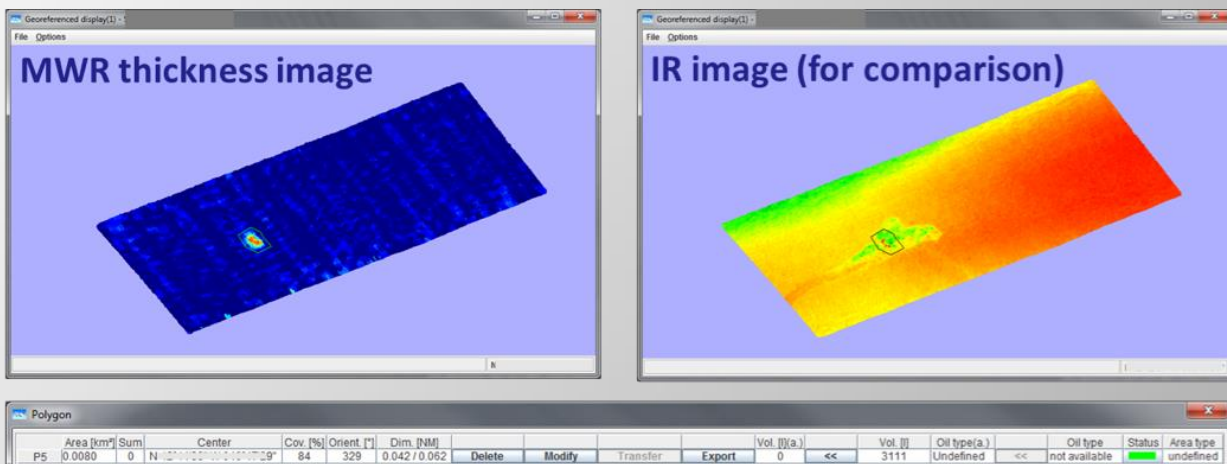 Georeferenced display(1) -
File Options
MWR thickness image
N
Georeferenced display(1) -
File Options
IR image (for comparison)
Polygon
Area [km²] Sum Center Cov. [%] Orient. [°] Dim. [NM] Vol. [l](a.) Vol. [l] Oil type(a.) Oil type Status Area type
P5 0.0080 0 N 29" 84 329 0.042 / 0.062 Delete Modify Transfer Export 0 << 3111 Undefined << not available undefined